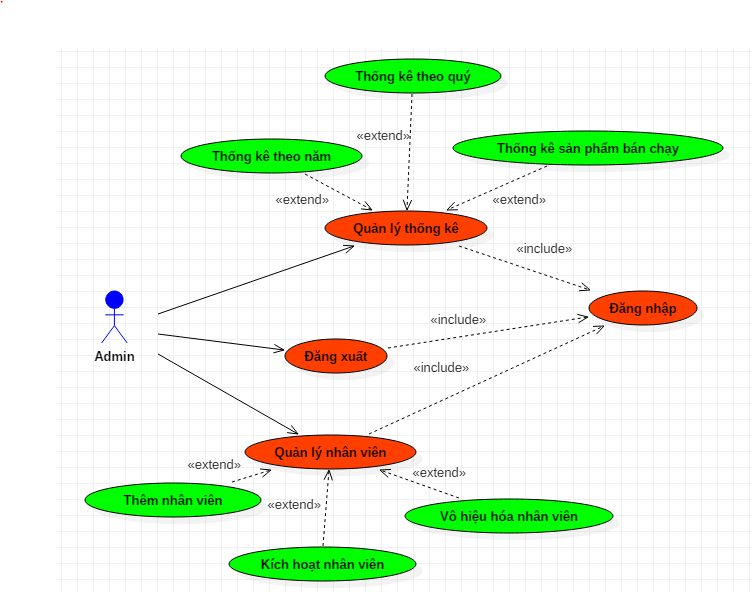 Thống kê theo quý
«extend»
Thống kê theo năm
Thống kê sản phẩm bán chạy
«extend»
«extend»
Quản lý thống kê
«include»
Đăng nhập
«include»
Admin
Đăng xuất
«include»
Quản lý nhân viên
«extend»
«extend»
Thêm nhân viên
«extend»
Vô hiệu hóa nhân viên
Kích hoạt nhân viên